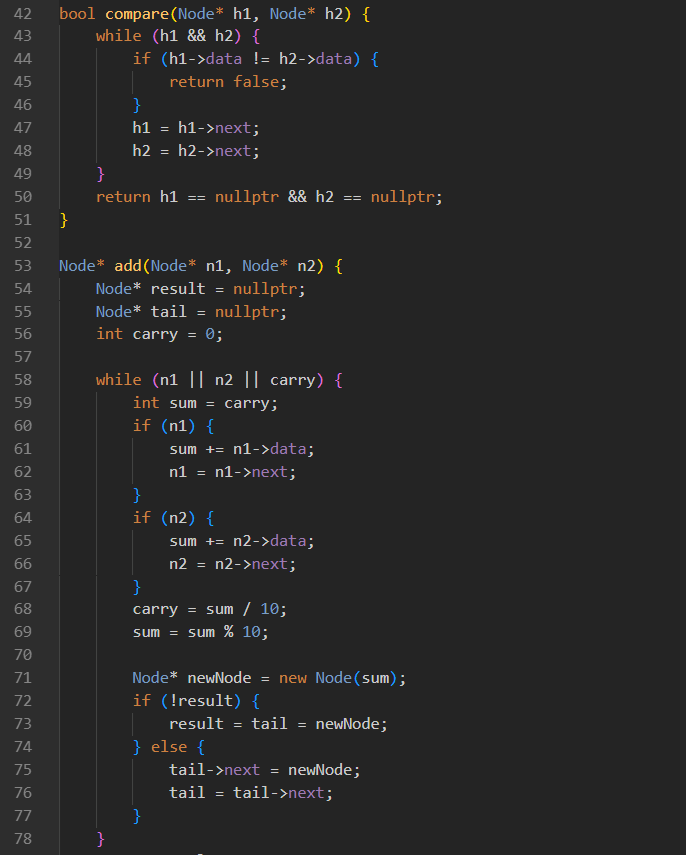 42 bool compare(Node* h1, Node* h2) {
43     while (h1 && h2) {
44         if (h1->data != h2->data) {
45             return false;
46         }
47         h1 = h1->next;
48         h2 = h2->next;
49     }
50     return h1 == nullptr && h2 == nullptr;
51 }
52
53 Node* add(Node* n1, Node* n2) {
54     Node* result = nullptr;
55     Node* tail = nullptr;
56     int carry = 0;
57
58     while (n1 || n2 || carry) {
59         int sum = carry;
60         if (n1) {
61             sum += n1->data;
62             n1 = n1->next;
63         }
64         if (n2) {
65             sum += n2->data;
66             n2 = n2->next;
67         }
68         carry = sum / 10;
69         sum = sum % 10;
70
71         Node* newNode = new Node(sum);
72         if (!result) {
73             result = tail = newNode;
74         } else {
75             tail->next = newNode;
76             tail = tail->next;
77         }
78     }